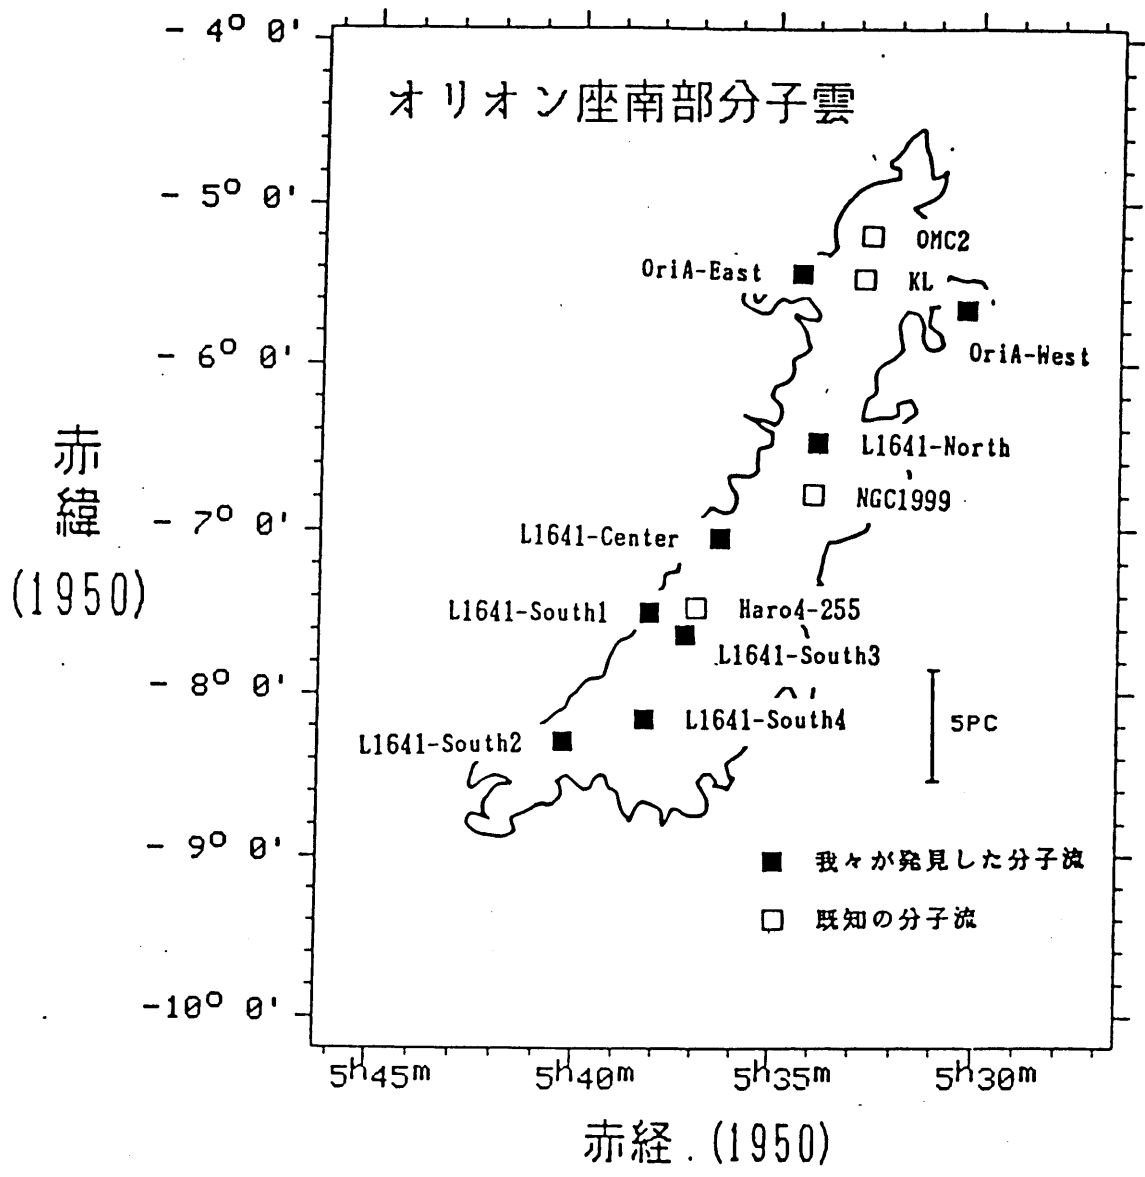 - 4° 0'
オリオン座南部分子雲
- 5° 0'
OMC2
OriA-East
KL
- 6° 0'
OriA-West
赤緯
(1950)
L1641-North
NGC1999
- 7° 0'
L1641-Center
L1641-South1
Haro4-255
L1641-South3
- 8° 0'
L1641-South4
5PC
L1641-South2
- 9° 0'
■ 我々が発見した分子流
□ 既知の分子流
-10° 0'
5h45m 5h40m 5h35m 5h30m
赤経.(1950)